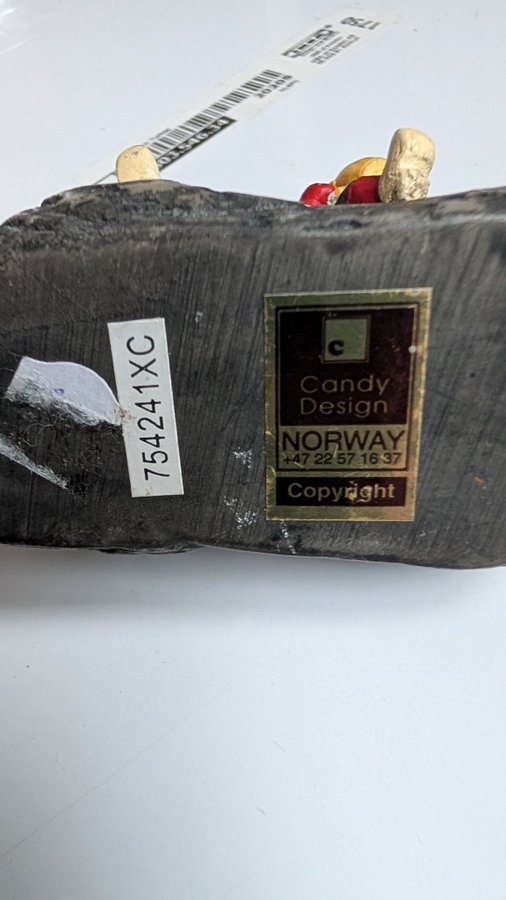 754241XC
C
Candy
Design
NORWAY
+47 22 57 16 37
Copyright